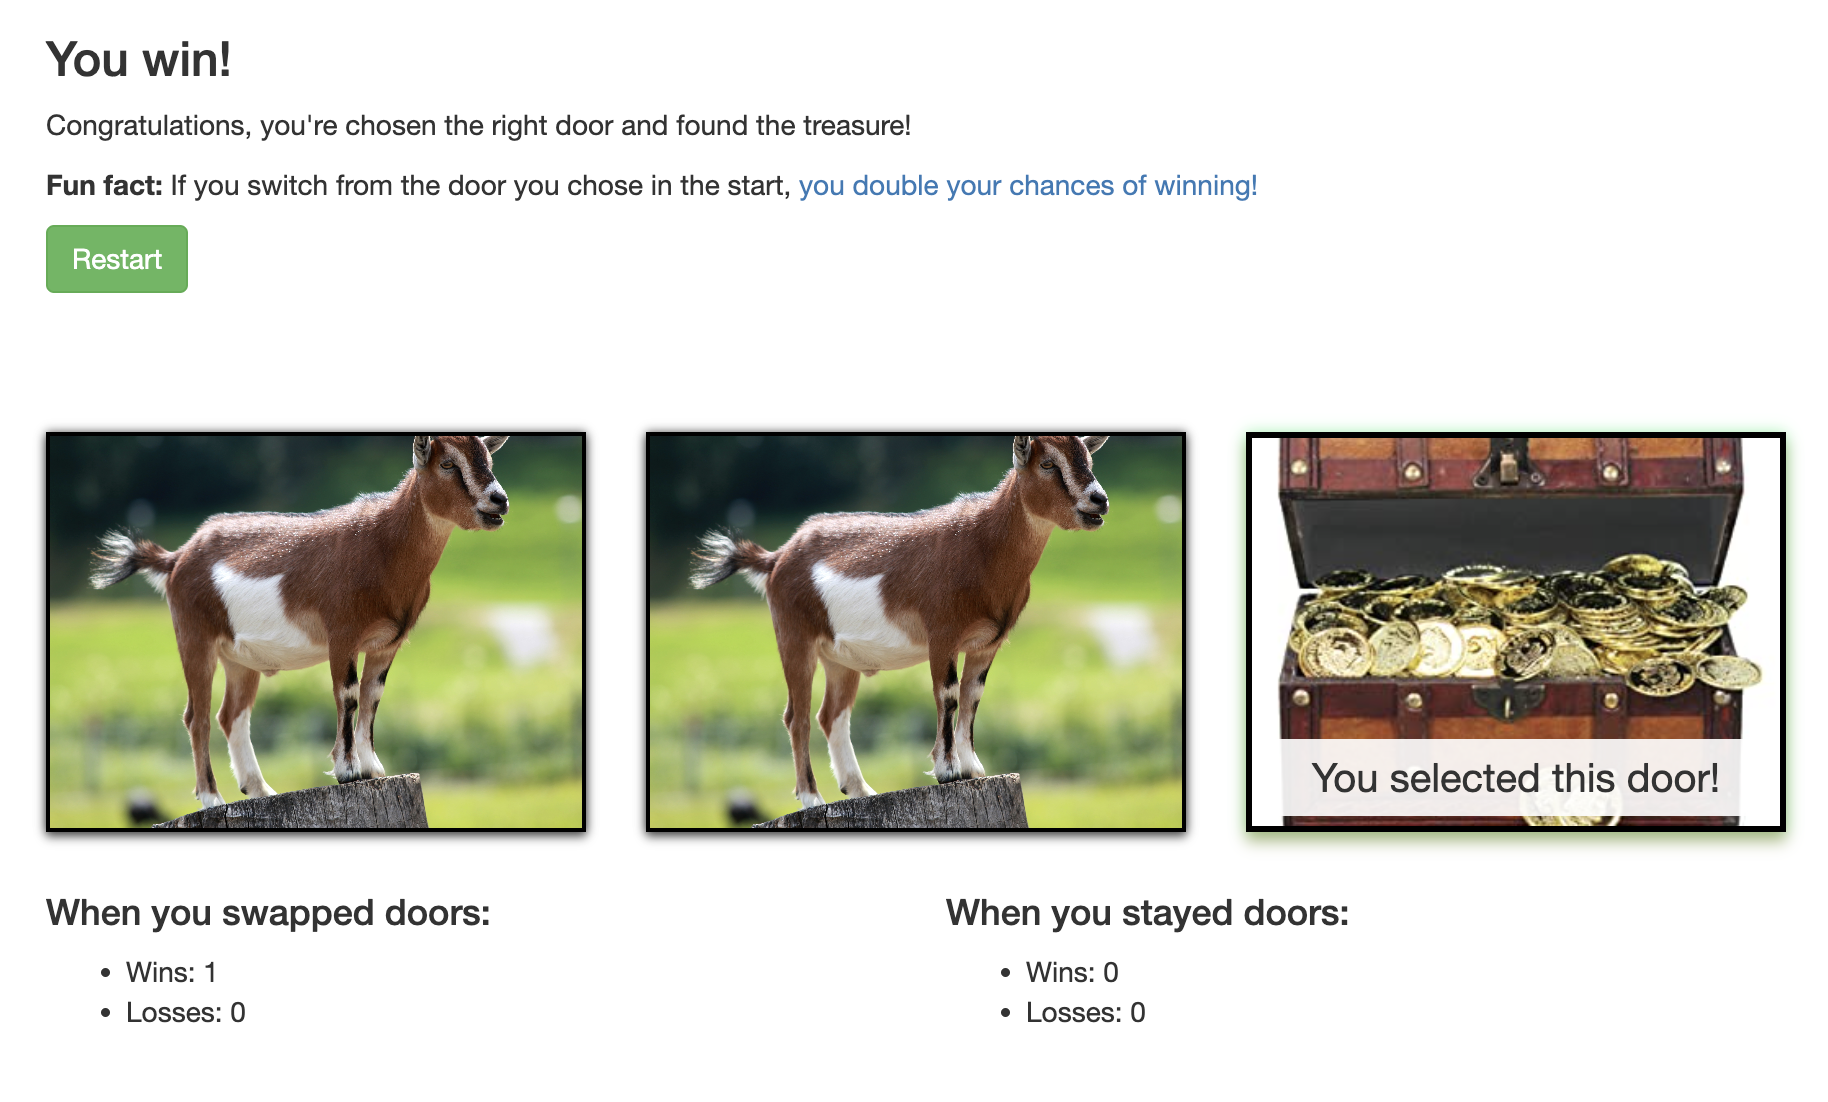 You win!
Congratulations, you're chosen the right door and found the treasure!
Fun fact: If you switch from the door you chose in the start, you double your chances of winning!
Restart
You selected this door!
When you swapped doors:
Wins: 1
Losses: 0
When you stayed doors:
Wins: 0
Losses: 0